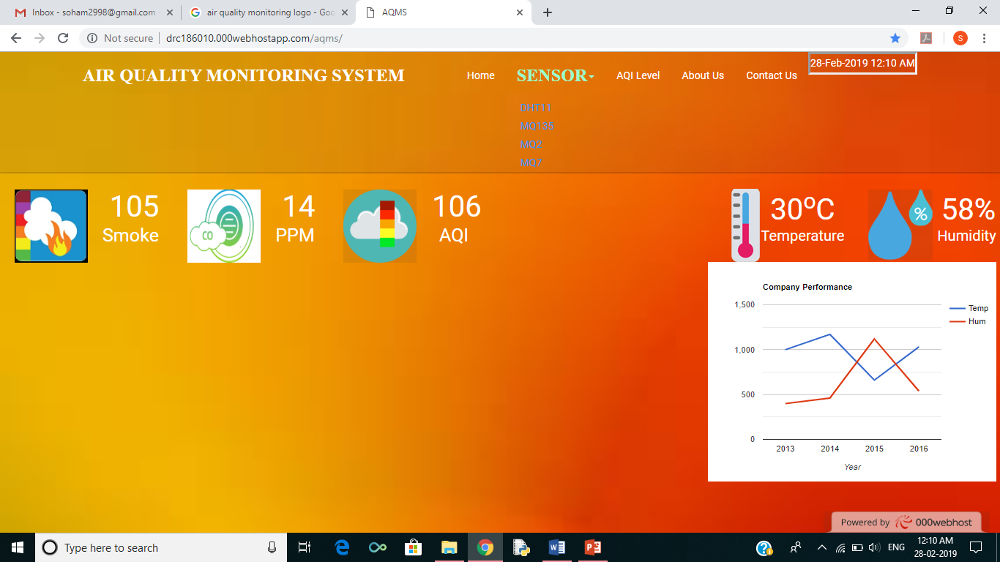 Inbox - soham2998@gmail.com -
air quality monitoring logo - Goo
AQMS
Not secure | drc186010.000webhostapp.com/aqms/
S
AIR QUALITY MONITORING SYSTEM
Home
SENSOR
AQI Level
About Us
Contact Us
28-Feb-2019 12:10 AM
DHT11
MQ135
MQ2
MQ7
105
Smoke
CO
14
PPM
106
AQI
30°C
Temperature
%
58%
Humidity
Company Performance
1,500
1,000
500
0
Temp
Hum
2013 2014 2015 2016
Year
Powered by 000webhost
Type here to search
ENG
12:10 AM
28-02-2019